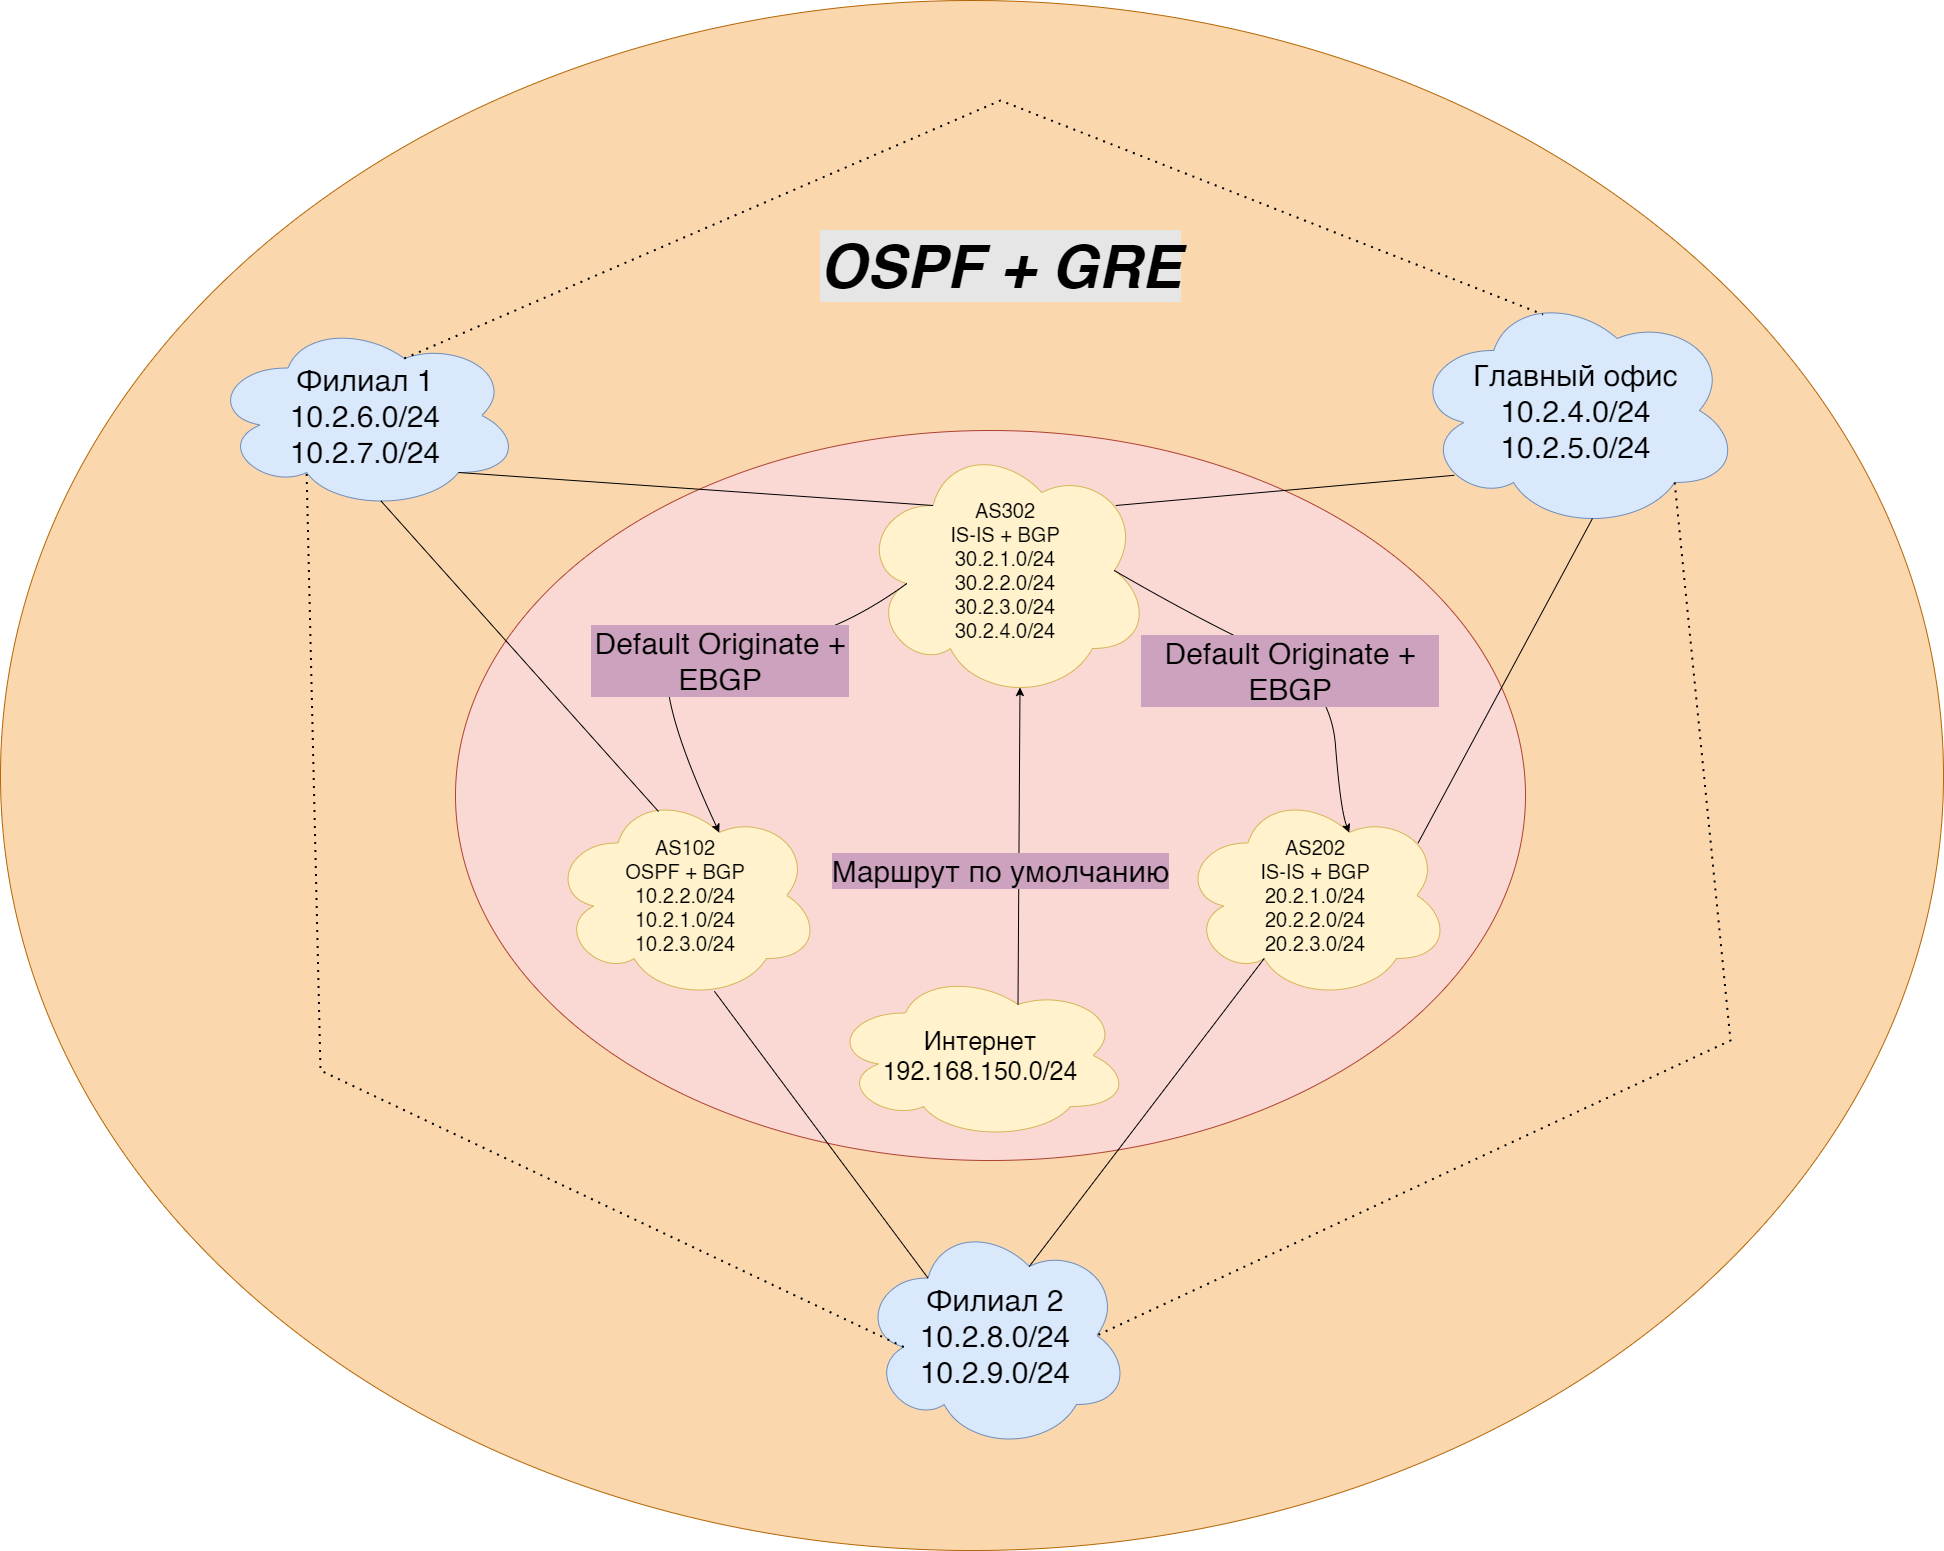 OSPF + GRE
Филиал 1
10.2.6.0/24
10.2.7.0/24
Главный офис
10.2.4.0/24
10.2.5.0/24
AS302
IS-IS + BGP
30.2.1.0/24
30.2.2.0/24
30.2.3.0/24
30.2.4.0/24
Default Originate +
EBGP
Default Originate +
EBGP
AS102
OSPF + BGP
10.2.2.0/24
10.2.1.0/24
10.2.3.0/24
Маршрут по умолчанию
AS202
IS-IS + BGP
20.2.1.0/24
20.2.2.0/24
20.2.3.0/24
Интернет
192.168.150.0/24
Филиал 2
10.2.8.0/24
10.2.9.0/24